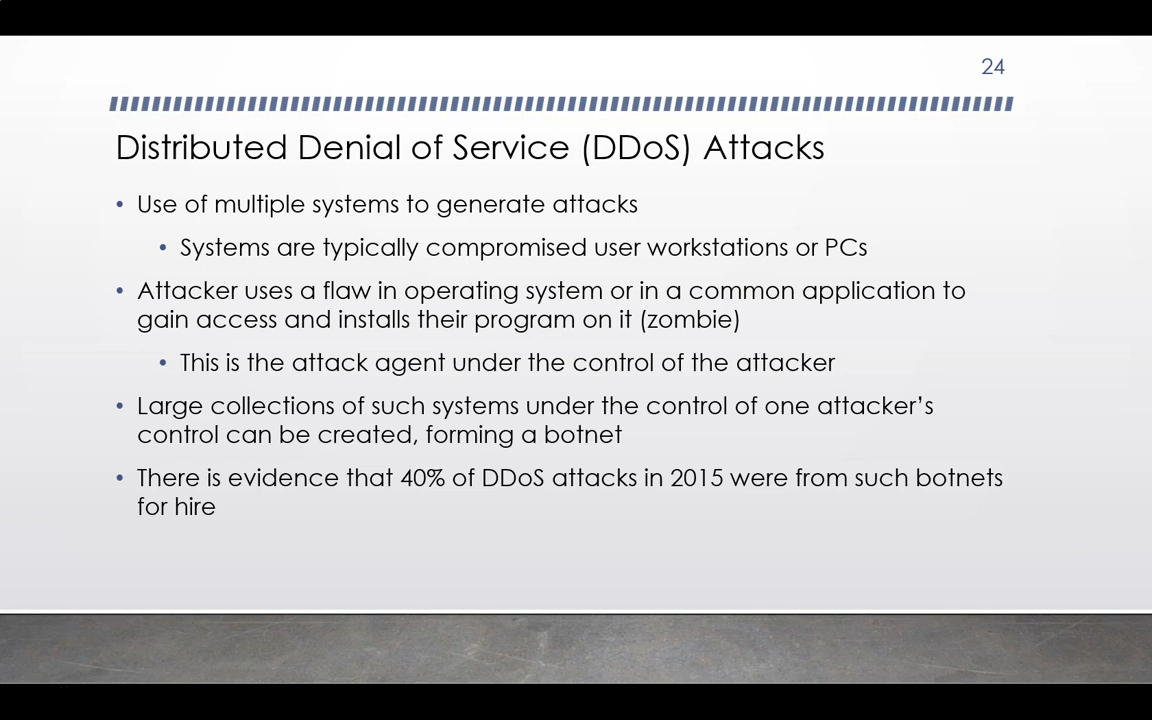 24
Distributed Denial of Service (DDoS) Attacks
• Use of multiple systems to generate attacks
• Systems are typically compromised user workstations or PCs
• Attacker uses a flaw in operating system or in a common application to
gain access and installs their program on it (zombie)
• This is the attack agent under the control of the attacker
• Large collections of such systems under the control of one attacker’s
control can be created, forming a botnet
• There is evidence that 40% of DDoS attacks in 2015 were from such botnets
for hire